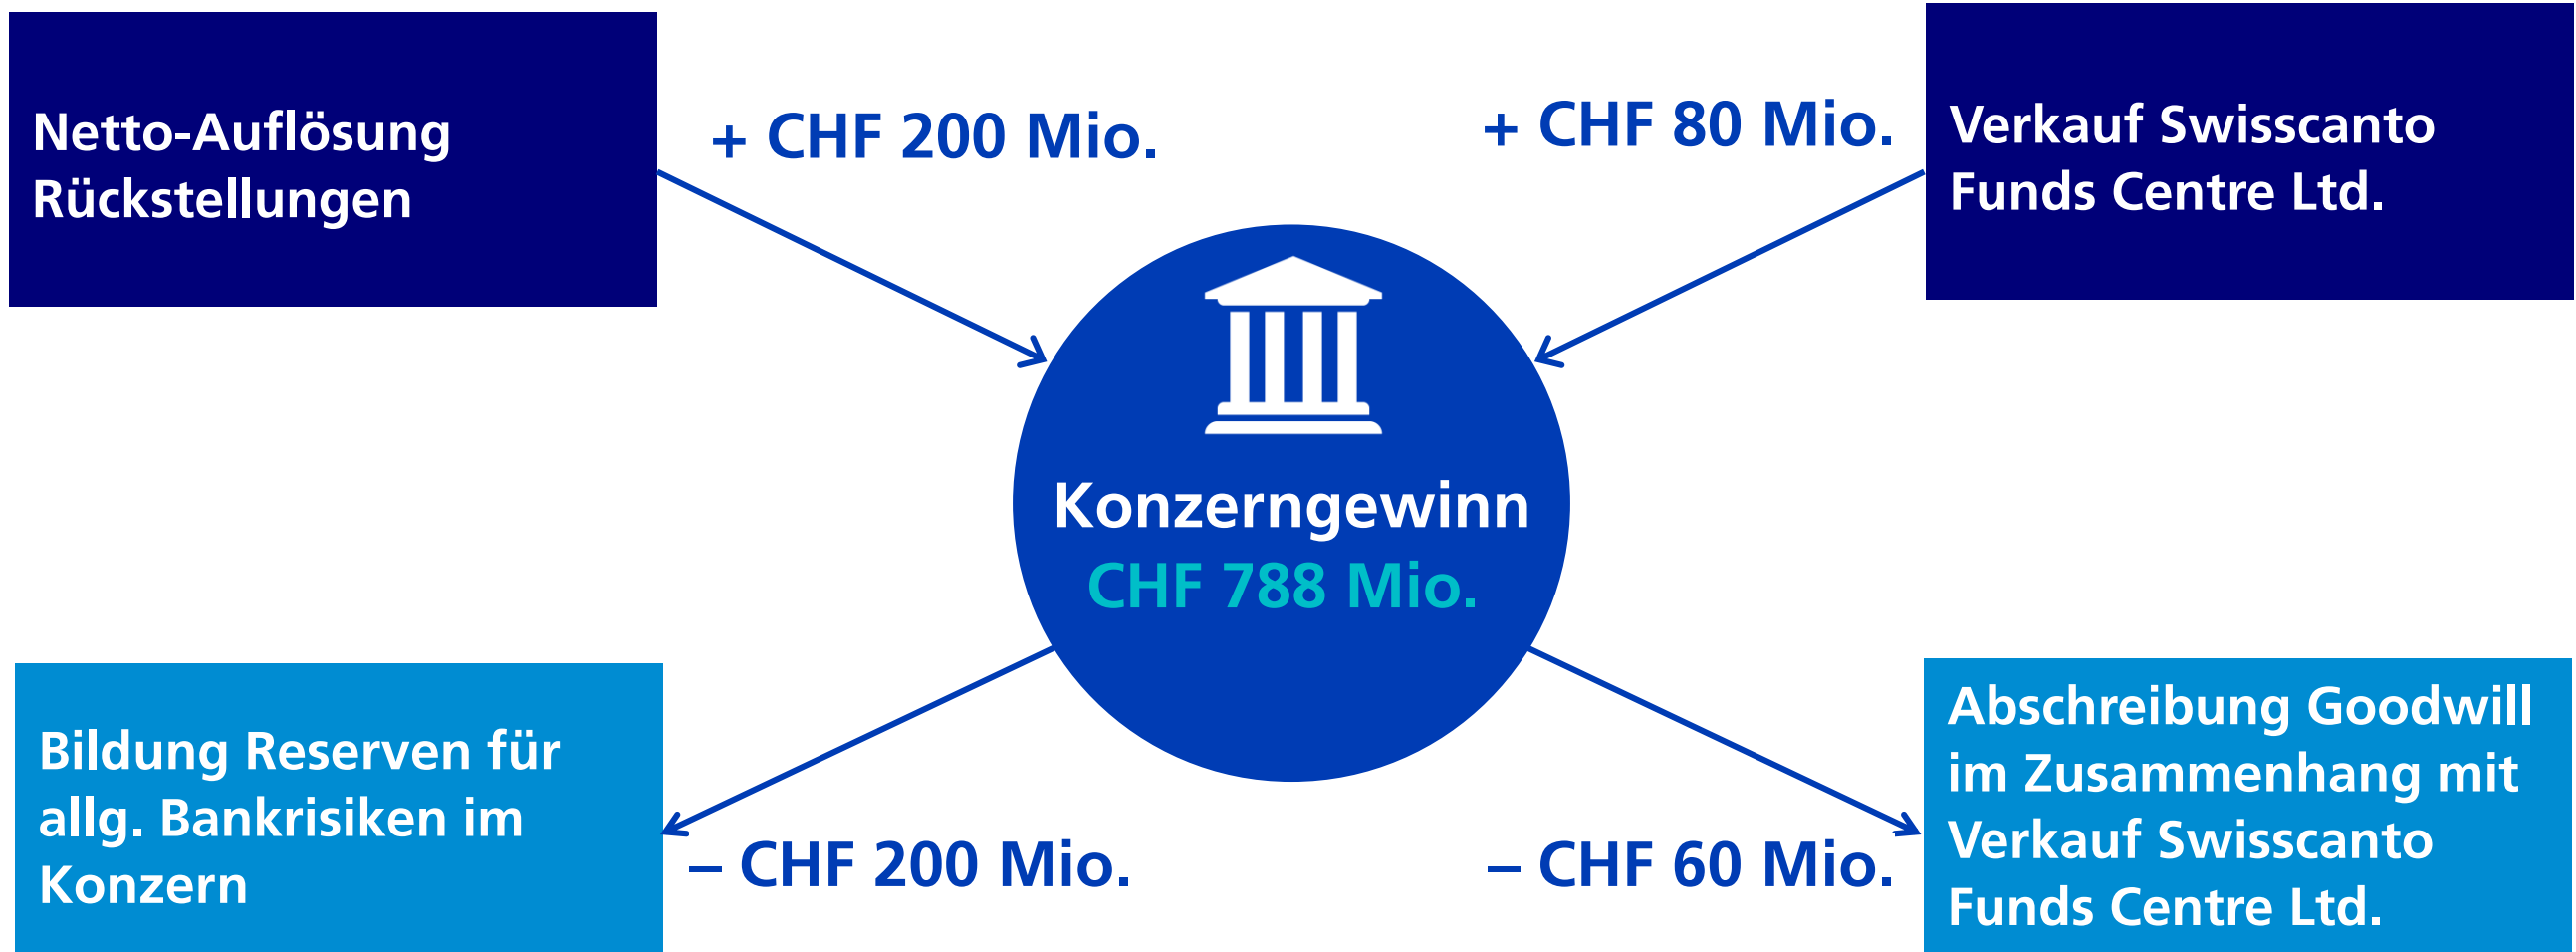 Netto-Auflösung
Rückstellungen
+ CHF 200 Mio.
+ CHF 80 Mio.
Verkauf Swisscanto
Funds Centre Ltd.
Konzerngewinn
CHF 788 Mio.
Bildung Reserven für
allg. Bankrisiken im
Konzern
– CHF 200 Mio.
– CHF 60 Mio.
Abschreibung Goodwill
im Zusammenhang mit
Verkauf Swisscanto
Funds Centre Ltd.